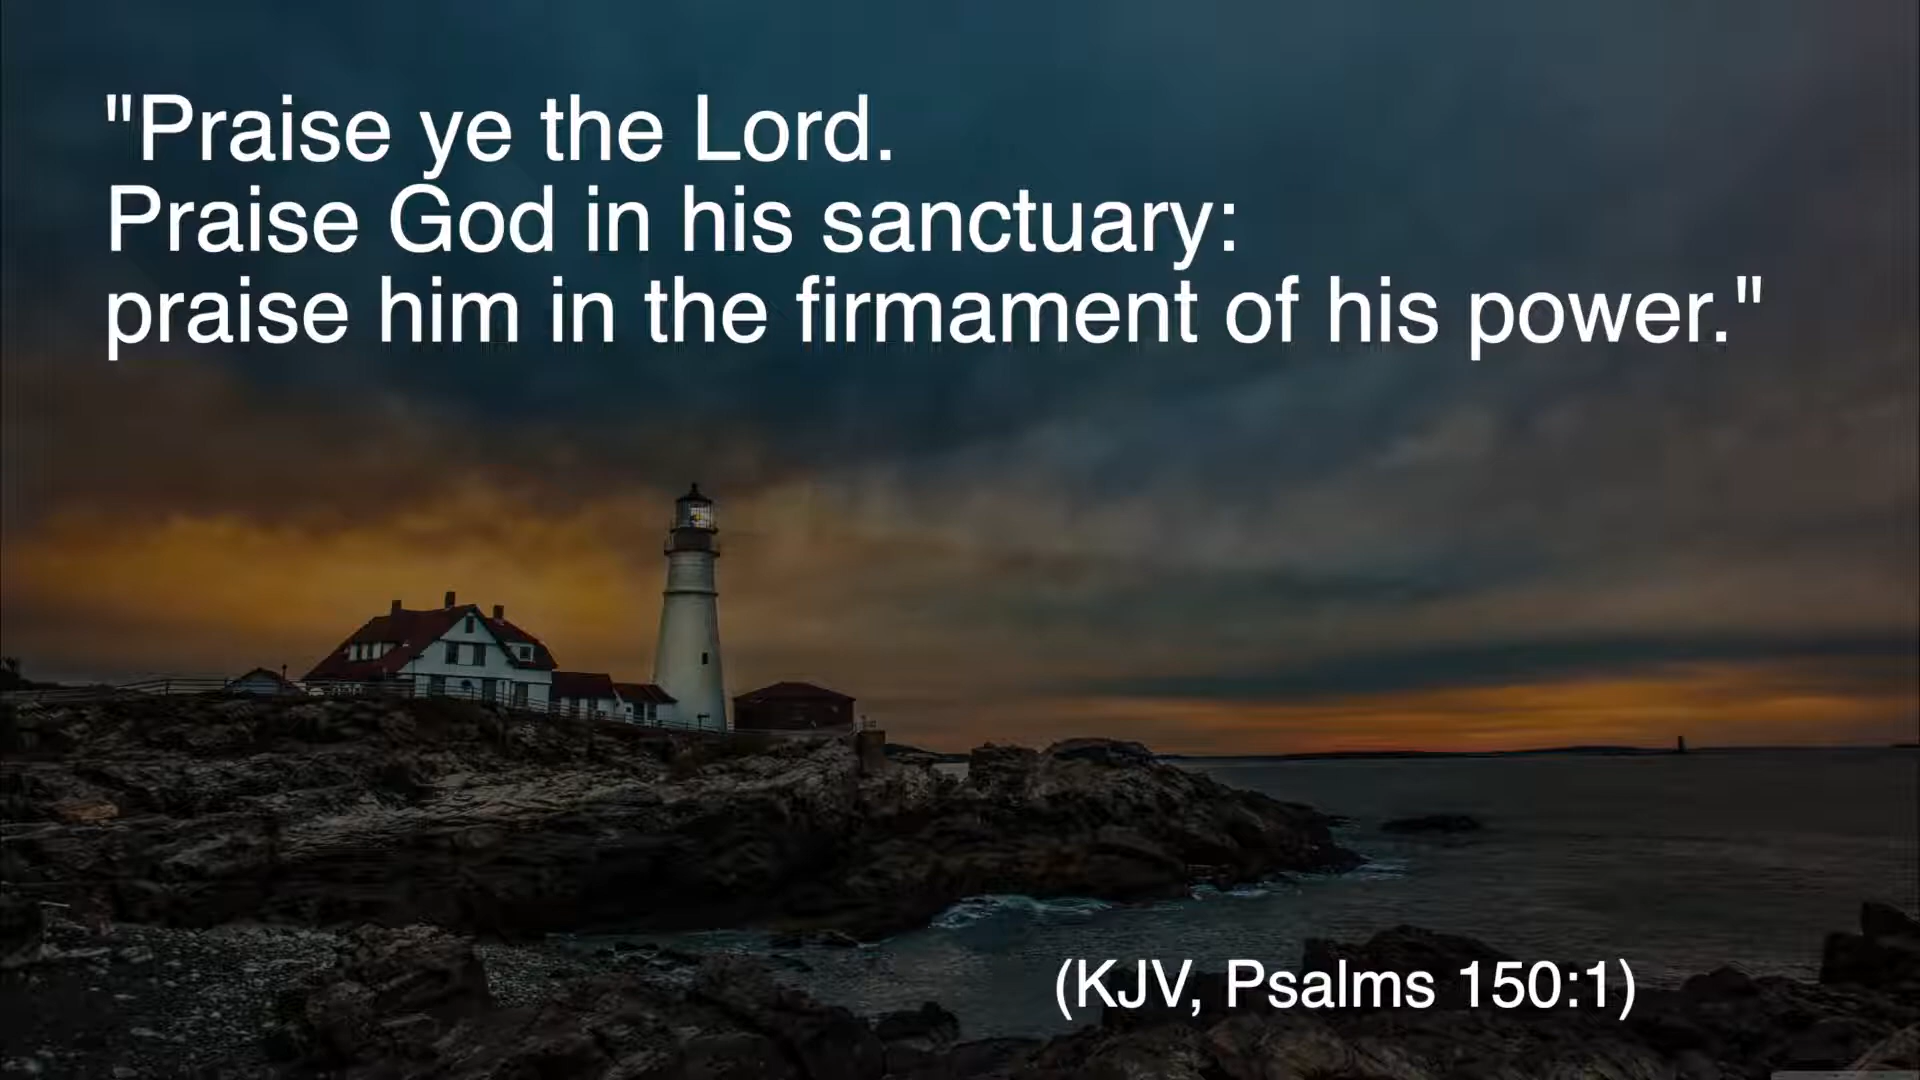 "Praise ye the Lord.
Praise God in his sanctuary:
praise him in the firmament of his power."
(KJV, Psalms 150:1)